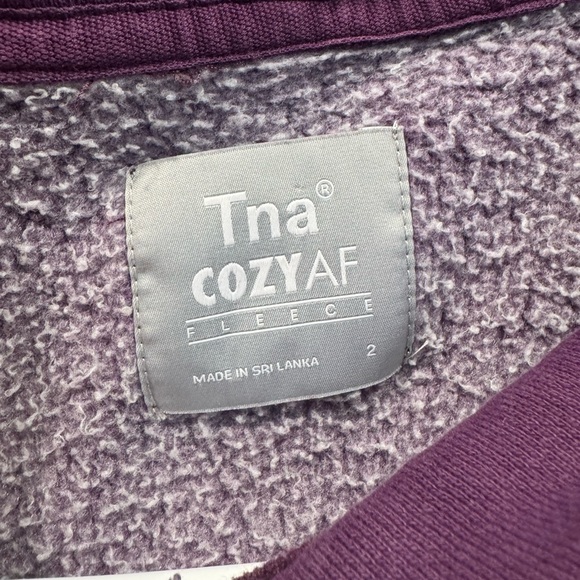 Tna®
COZYAF
FLEECE
MADE IN SRI LANKA 2